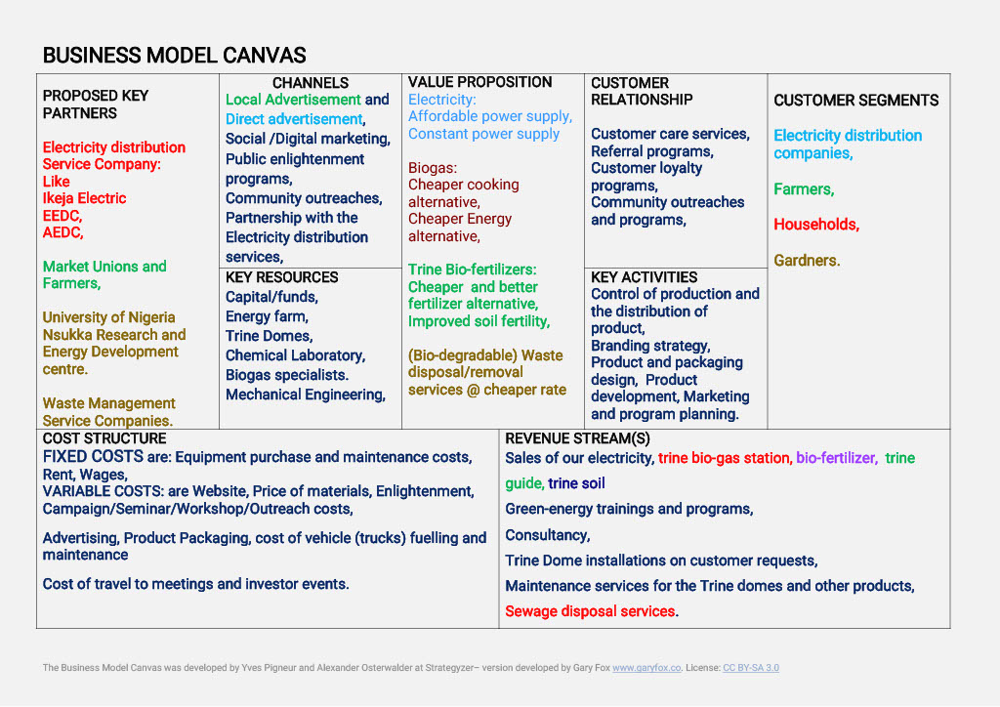 BUSINESS MODEL CANVAS
PROPOSED KEY
PARTNERS
Electricity distribution
Service Company:
Like
Ikeja Electric
EEDC,
AEDC,
Market Unions and
Farmers,
University of Nigeria
Nsukka Research and
Energy Development
centre.
Waste Management
Service Companies.
CHANNELS
Local Advertisement and
Direct advertisement,
Social /Digital marketing,
Public enlightenment
programs,
Community outreaches,
Partnership with the
Electricity distribution
services,
KEY RESOURCES
Capital/funds,
Energy farm,
Trine Domes,
Chemical Laboratory,
Biogas specialists.
Mechanical Engineering,
VALUE PROPOSITION
Electricity:
Affordable power supply,
Constant power supply
Biogas:
Cheaper cooking
alternative,
Cheaper Energy
alternative,
Trine Bio-fertilizers:
Cheaper and better
fertilizer alternative,
Improved soil fertility,
(Bio-degradable) Waste
disposal/removal
services @ cheaper rate
CUSTOMER
RELATIONSHIP
Customer care services,
Referral programs,
Customer loyalty
programs,
Community outreaches
and programs,
KEY ACTIVITIES
Control of production and
the distribution of
product,
Branding strategy,
Product and packaging
design, Product
development, Marketing
and program planning.
CUSTOMER SEGMENTS
Electricity distribution
companies,
Farmers,
Households,
Gardners.
COST STRUCTURE
FIXED COSTS are: Equipment purchase and maintenance costs,
Rent, Wages,
VARIABLE COSTS: are Website, Price of materials, Enlightenment,
Campaign/Seminar/Workshop/Outreach costs,
Advertising, Product Packaging, cost of vehicle (trucks) fuelling and
maintenance
Cost of travel to meetings and investor events.
REVENUE STREAM(S)
Sales of our electricity, trine bio-gas station, bio-fertilizer, trine
guide, trine soil
Green-energy trainings and programs,
Consultancy,
Trine Dome installations on customer requests,
Maintenance services for the Trine domes and other products,
Sewage disposal services.
The Business Model Canvas was developed by Yves Pigneur and Alexander Osterwalder at Strategyzer– version developed by Gary Fox www.garyfox.co. License: CC BY-SA 3.0